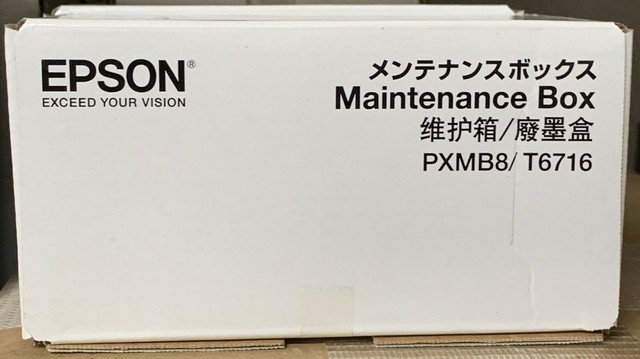 EPSON®
EXCEED YOUR VISION
メンテナンスボックス
Maintenance Box
维护箱/廢墨盒
PXMB8/ T6716